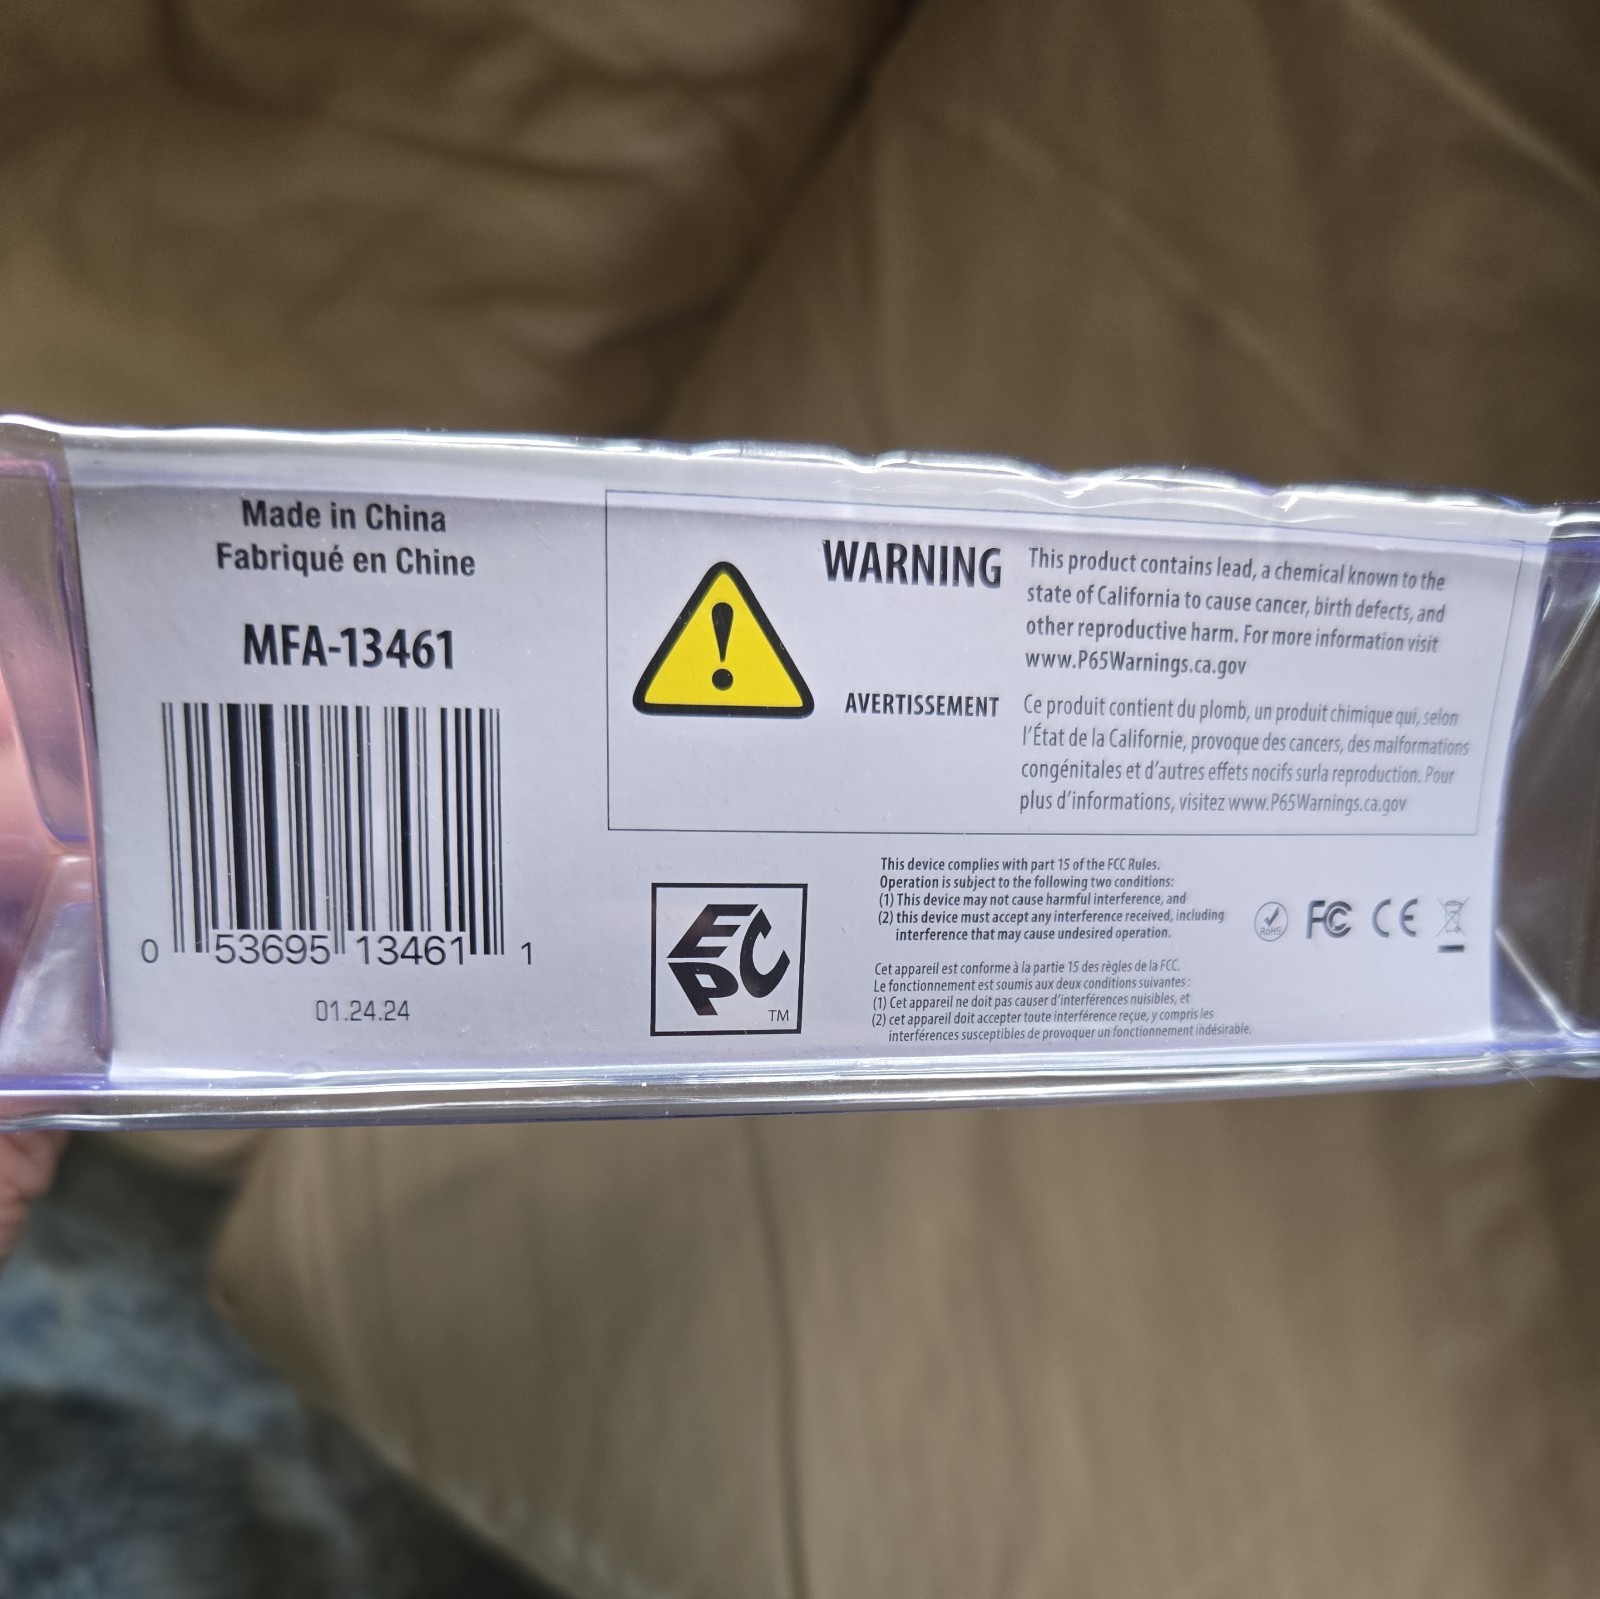 Made in China
Fabriqué en Chine
MFA-13461
0 53695 13461 1
01.24.24
WARNING
This product contains lead, a chemical known to the
state of California to cause cancer, birth defects, and
other reproductive harm. For more information visit
www.P65Warnings.ca.gov
AVERTISSEMENT
Ce produit contient du plomb, un produit chimique qui, selon
l'État de la Californie, provoque des cancers, des malformations
congénitales et d'autres effets nocifs surla reproduction. Pour
plus d'informations, visitez www.P65Warnings.ca.gov
EPC
TM
This device complies with part 15 of the FCC Rules.
Operation is subject to the following two conditions:
(1) This device may not cause harmful interference, and
(2) this device must accept any interference received, including
interference that may cause undesired operation.
RoHS FC CE
Cet appareil est conforme à la partie 15 des règles de la FCC.
Le fonctionnement est soumis aux deux conditions suivantes :
(1) Cet appareil ne doit pas causer d'interférences nuisibles, et
(2) cet appareil doit accepter toute interférence reçue, y compris les
interférences susceptibles de provoquer un fonctionnement indésirable.